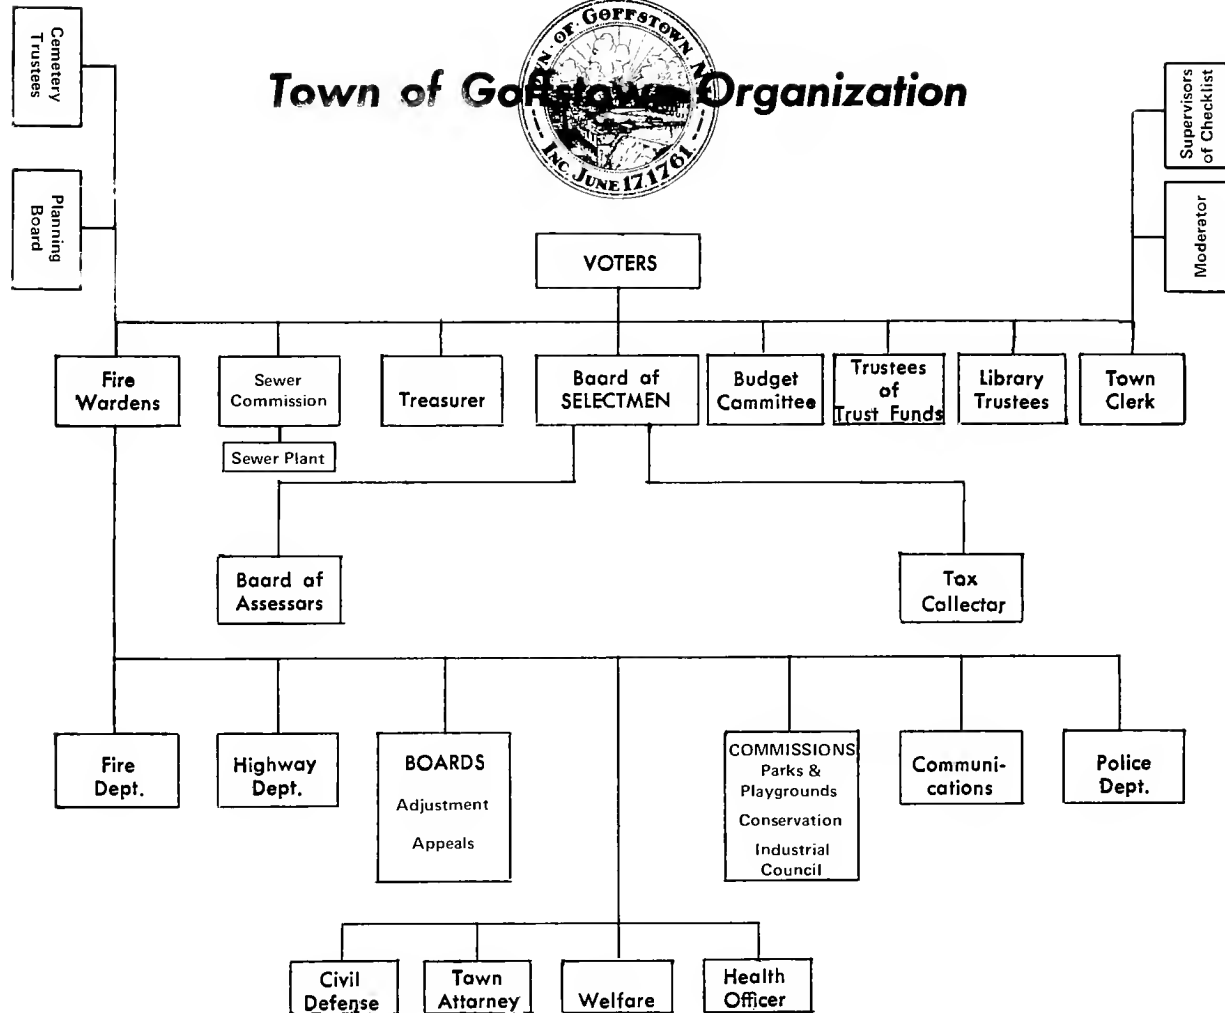 Cemetery
Trustees
Planning
Board
WN · OF · GOFFSTOWN, N
INC. JUNE 17, 1761.
Town of Goffstown Organization
Supervisors
of Checklist
Moderator
VOTERS
Fire
Wardens
Sewer
Commission
Sewer Plant
Treasurer
Baard af
SELECTMEN
Budget
Cammittee
Trustees
of
Trust Funds
Library
Trustees
Town
Clerk
Baard af
Assessars
Tax
Callectar
Fire
Dept.
Highway
Dept.
BOARDS
Adjustment
Appeals
COMMISSIONS
Parks &
Playgrounds
Conservation
Industrial
Council
Communi-
cations
Police
Dept.
Civil
Defense
Tawn
Attarney
Welfare
Health
Officer